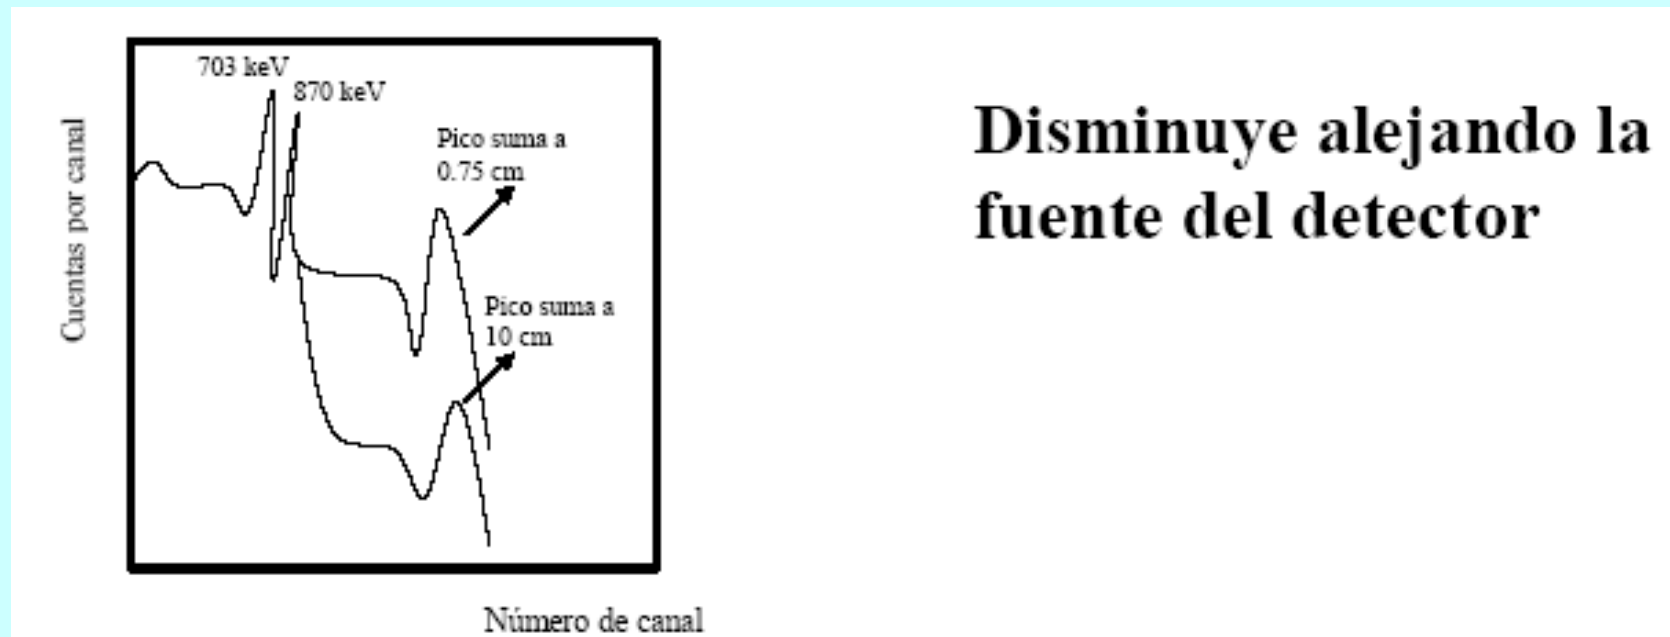 703 keV
870 keV
Pico suma a
0.75 cm
Pico suma a
10 cm
Cuentas por canal
Número de canal
Disminuye alejando la
fuente del detector